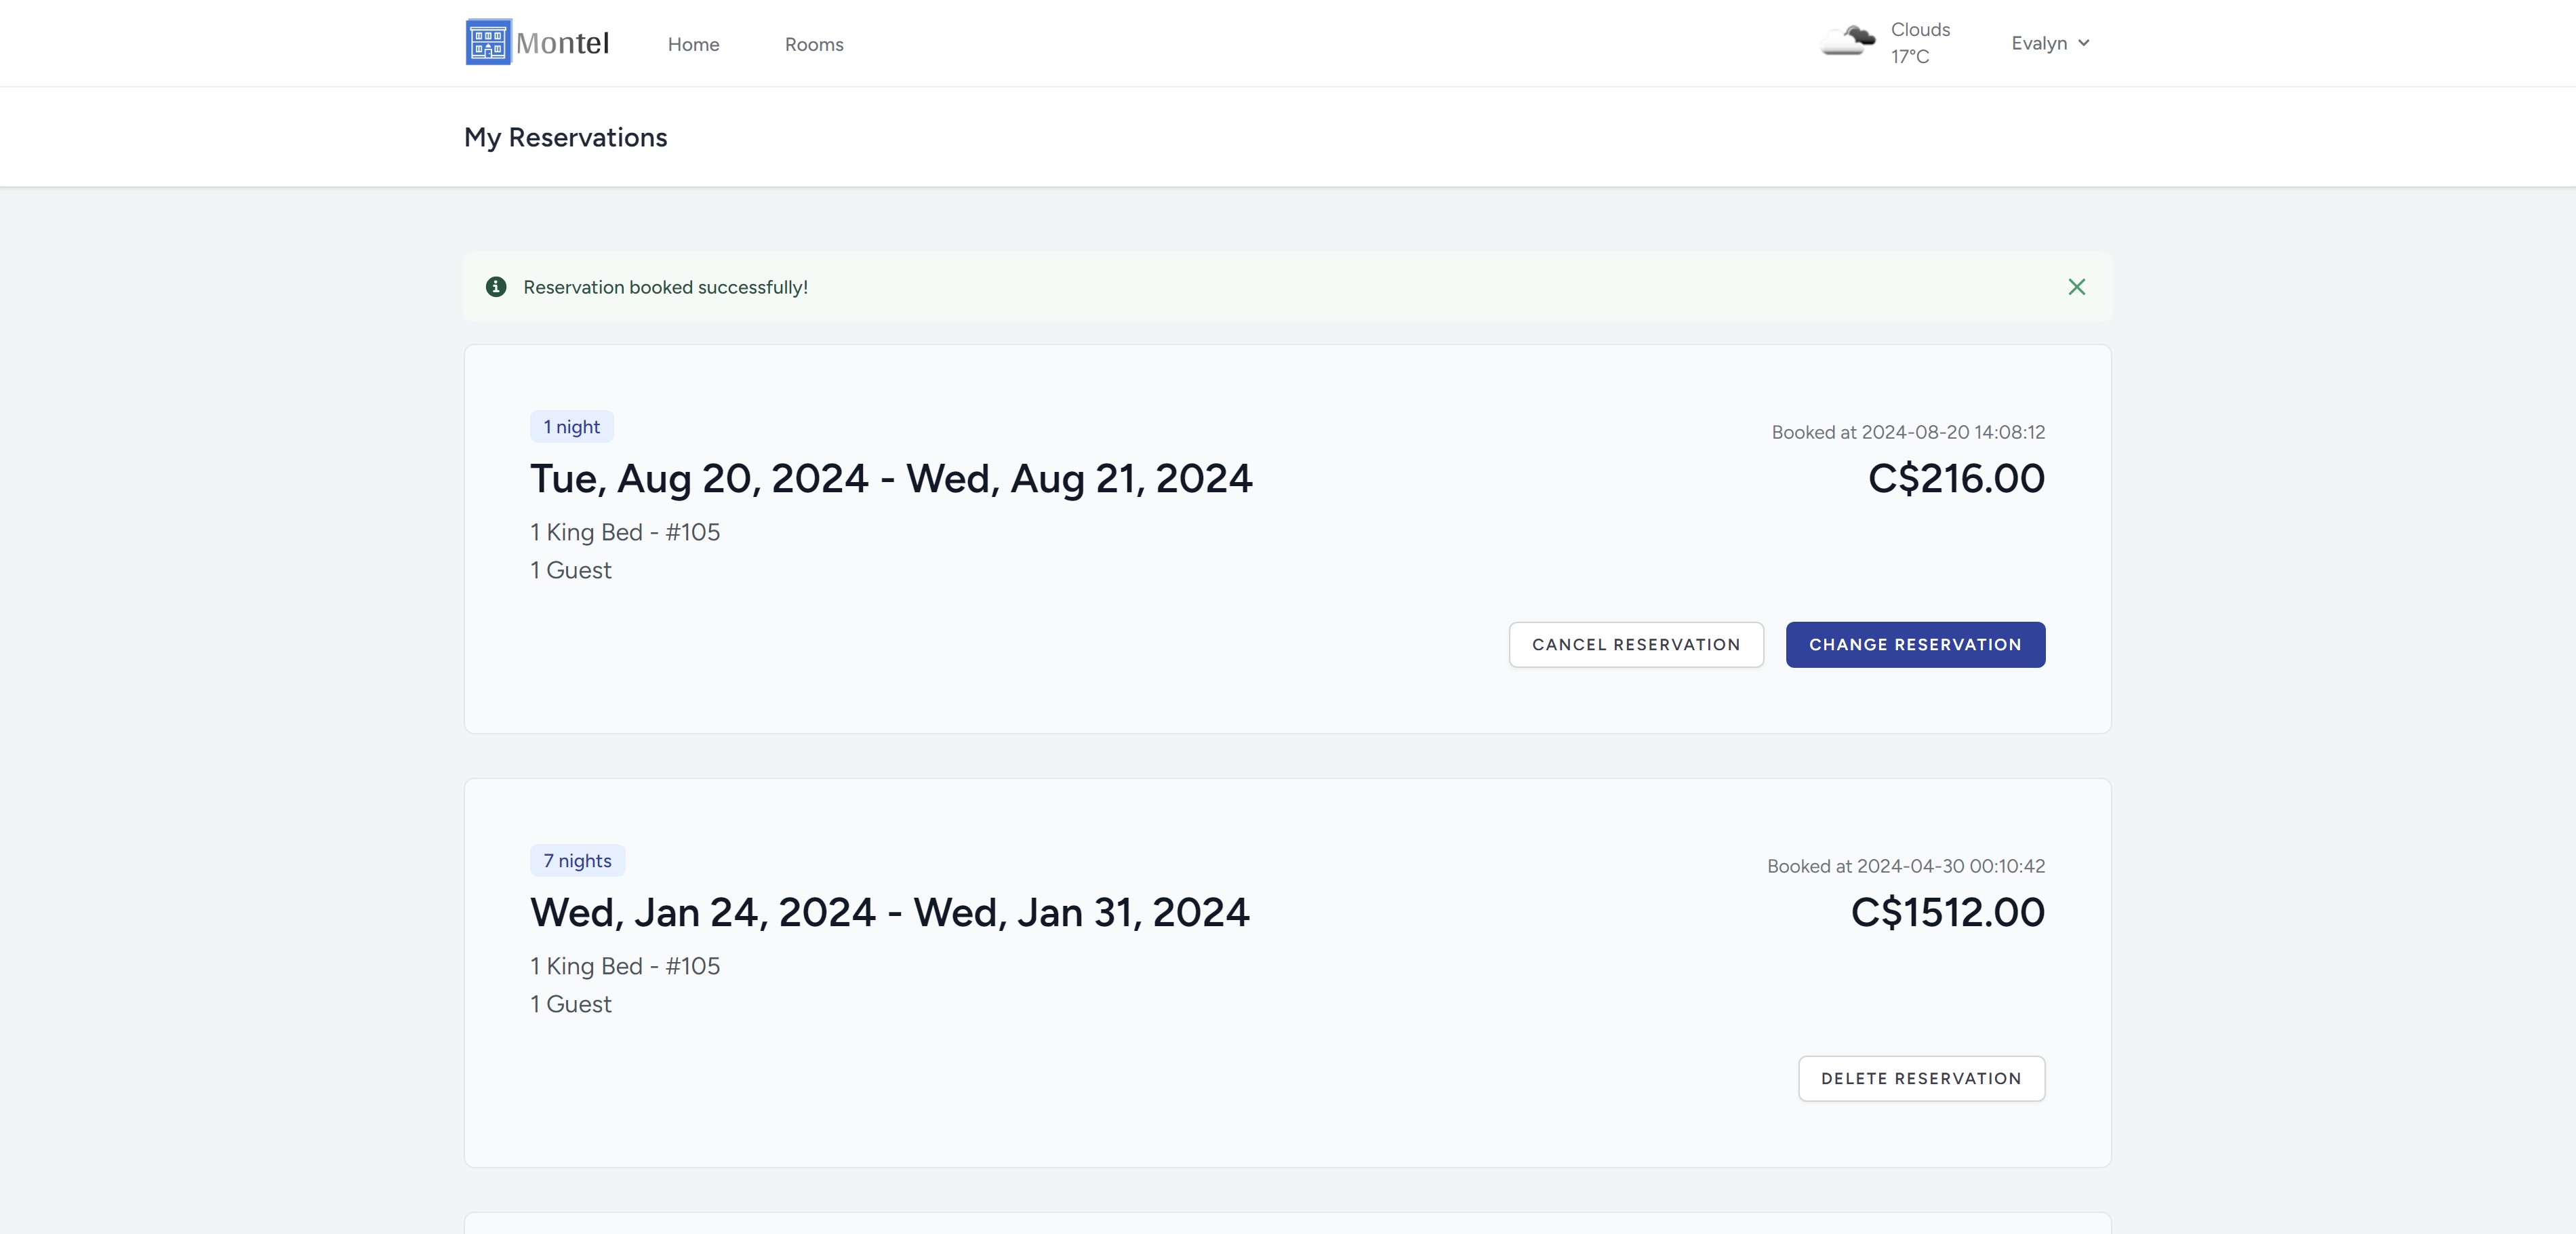 Montel
Home
Rooms
Clouds
17°C
Evalyn
My Reservations
Reservation booked successfully!
1 night
Booked at 2024-08-20 14:08:12
Tue, Aug 20, 2024 - Wed, Aug 21, 2024
C$216.00
1 King Bed - #105
1 Guest
CANCEL RESERVATION
CHANGE RESERVATION
7 nights
Booked at 2024-04-30 00:10:42
Wed, Jan 24, 2024 - Wed, Jan 31, 2024
C$1512.00
1 King Bed - #105
1 Guest
DELETE RESERVATION